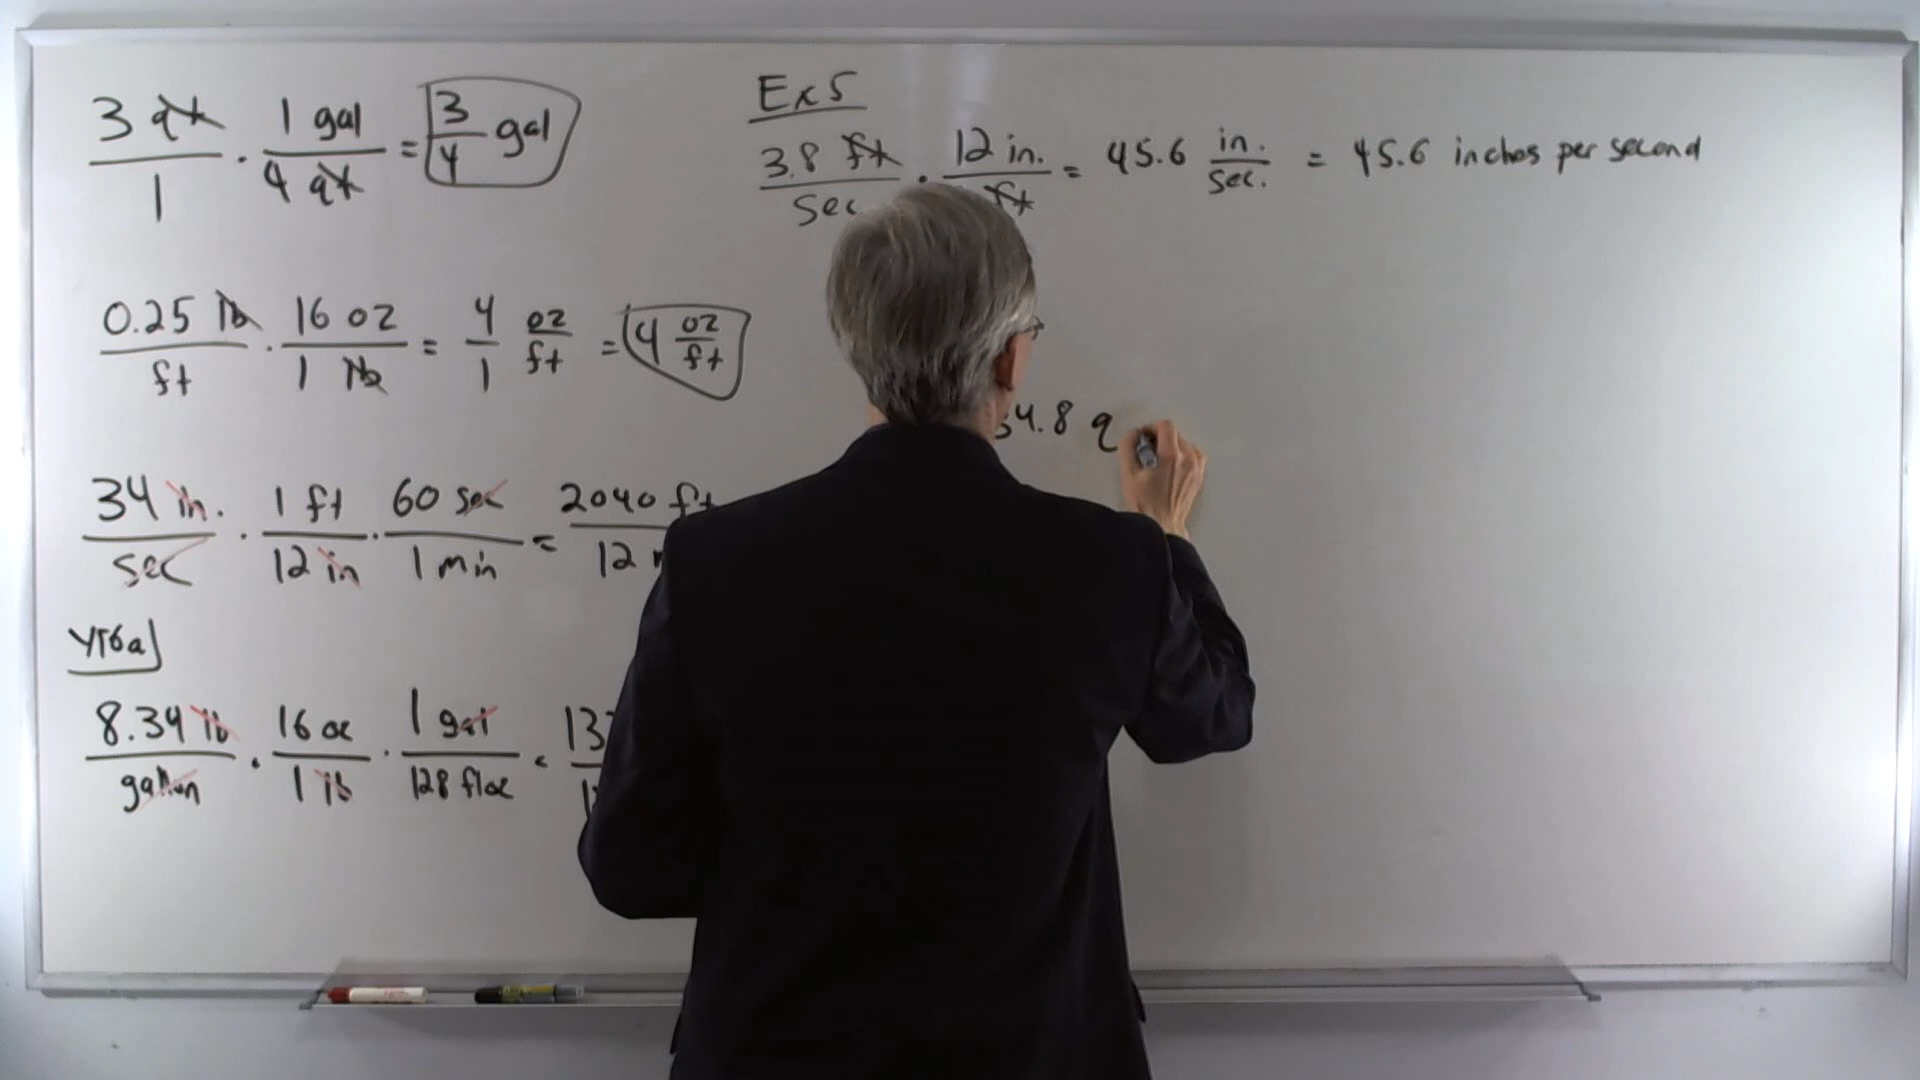 3 qt / 1 · 1 gal / 4 qt = 3/4 gal
0.25 lb / ft · 16 oz / 1 lb = 4/1 oz/ft = 4 oz/ft
34 in. / sec · 1 ft / 12 in · 60 sec / 1 min = 2040 ft / 12
8.34 lb / gallon · 16 oz / 1 lb · 1 gal / 128 floz =
Ex 5
3.8 ft / sec · 12 in. / ft = 45.6 in. / sec. = 45.6 inches per second
34.8 q